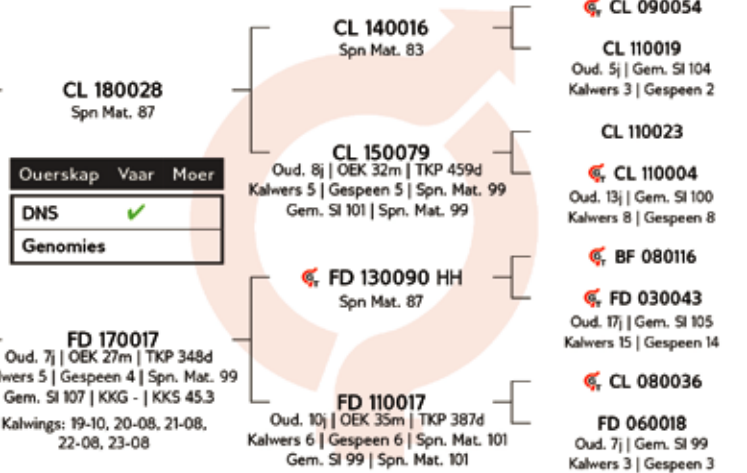 CL 180028
Spn Mat. 87
Ouerskap Vaar Moer
DNS ✔
Genomies
FD 170017
Oud. 7j | OEK 27m | TKP 348d
5 | Gespeen 4 | Spn. Mat. 99
Gem. SI 107 | KKG - | KKS 45.3
Kalwings: 19-10, 20-08, 21-08,
22-08, 23-08
CL 140016
Spn Mat. 83
CL 150079
Oud. 8j | OEK 32m | TKP 459d
Kalwers 5 | Gespeen 5 | Spn. Mat. 99
Gem. SI 101 | Spn. Mat. 99
FD 130090 HH
Spn Mat. 87
FD 110017
Oud. 10j | OEK 35m | TKP 387d
Kalwers 6 | Gespeen 6 | Spn. Mat. 101
Gem. SI 99 | Spn. Mat. 101
CL 090054
CL 110019
Oud. 5j | Gem. SI 104
Kalwers 3 | Gespeen 2
CL 110023
CL 110004
Oud. 13j | Gem. SI 100
Kalwers 8 | Gespeen 8
BF 080116
FD 030043
Oud. 17j | Gem. SI 105
Kalwers 15 | Gespeen 14
CL 080036
FD 060018
Oud. 7j | Gem. SI 99
Kalwers 3 | Gespeen 3